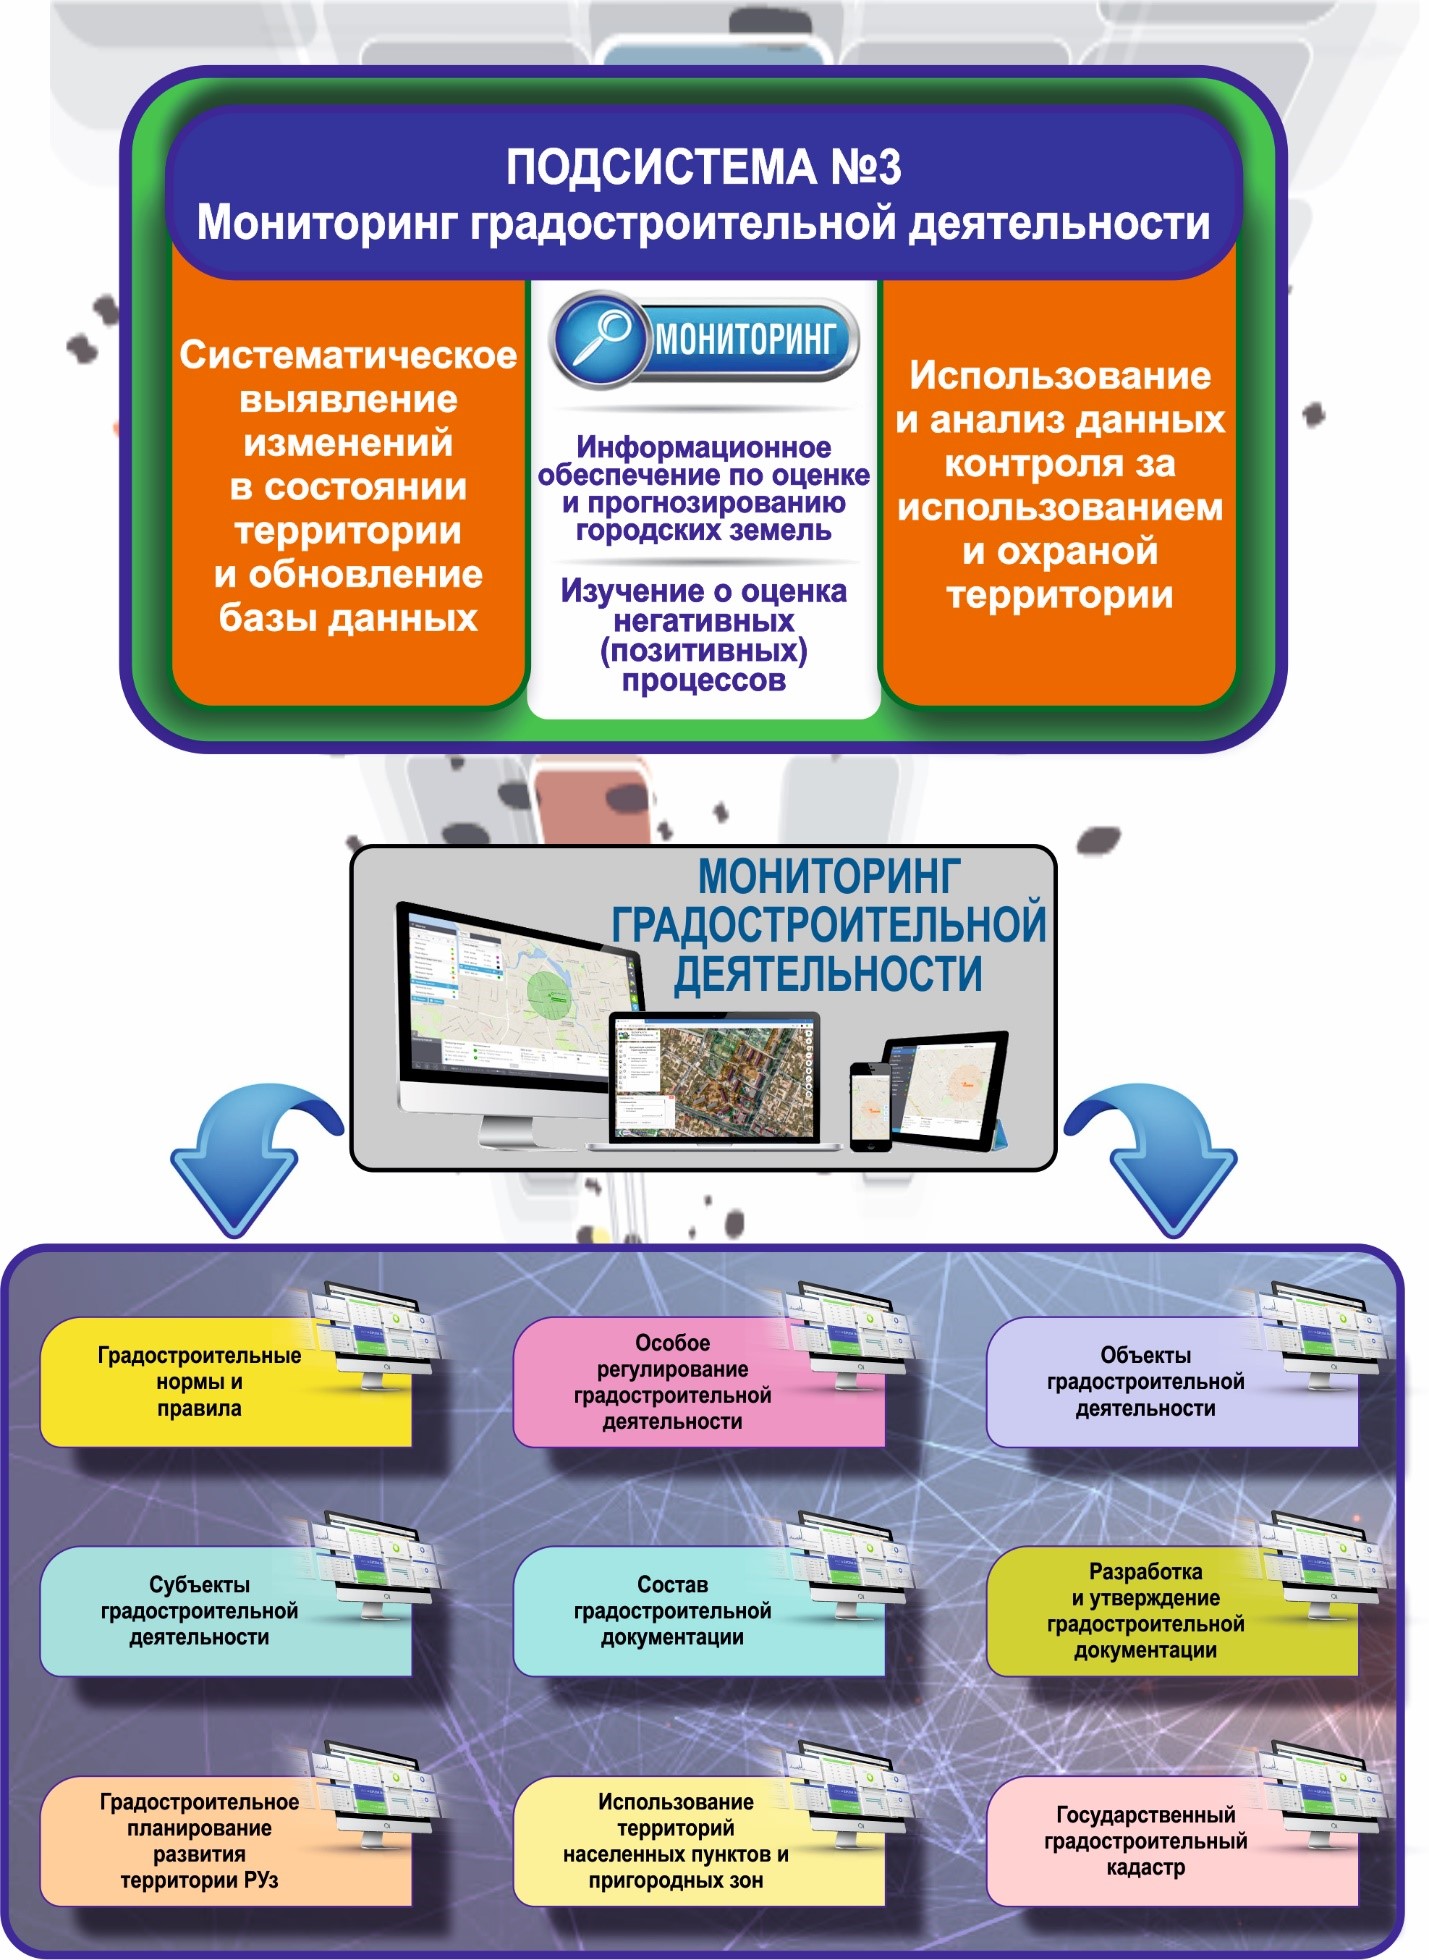 ПОДСИСТЕМА №3
Мониторинг градостроительной деятельности
Систематическое
выявление
изменений
в состоянии
территории
и обновление
базы данных
МОНИТОРИНГ
Информационное
обеспечение по оценке
и прогнозированию
городских земель
Изучение о оценка
негативных
(позитивных)
процессов
Использование
и анализ данных
контроля за
использованием
и охраной
территории
МОНИТОРИНГ
ГРАДОСТРОИТЕЛЬНОЙ
ДЕЯТЕЛЬНОСТИ
Градостроительные
нормы и
правила
Особое
регулирование
градостроительной
деятельности
Объекты
градостроительной
деятельности
Субъекты
градостроительной
деятельности
Состав
градостроительной
документации
Разработка
и утверждение
градостроительной
документации
Градостроительное
планирование
развития
территории РУз
Использование
территорий
населенных пунктов и
пригородных зон
Государственный
градостроительный
кадастр